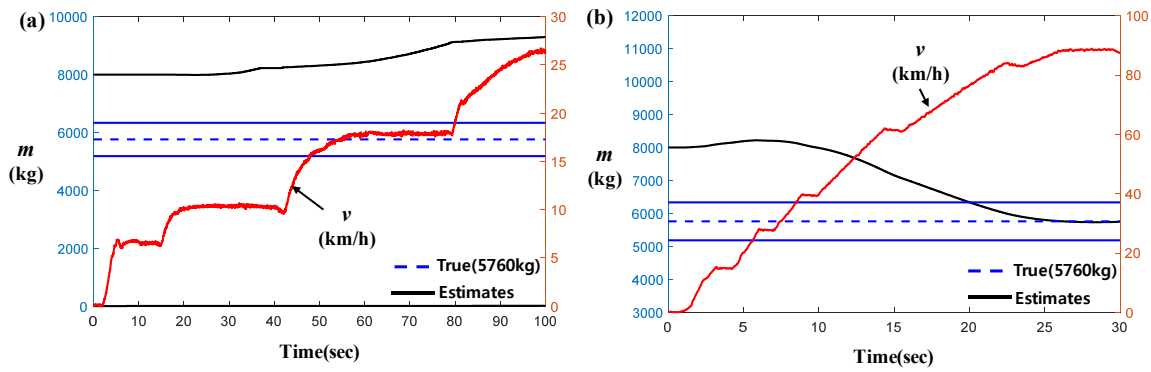 (a)
10000
8000
6000
4000
2000
0
m
(kg)
30
25
20
15
10
5
0
v
(km/h)
True(5760kg)
Estimates
0 10 20 30 40 50 60 70 80 90 100
Time(sec)
(b)
12000
11000
10000
9000
8000
7000
6000
5000
4000
3000
m
(kg)
100
80
60
40
20
0
v
(km/h)
True(5760kg)
Estimates
0 5 10 15 20 25 30
Time(sec)